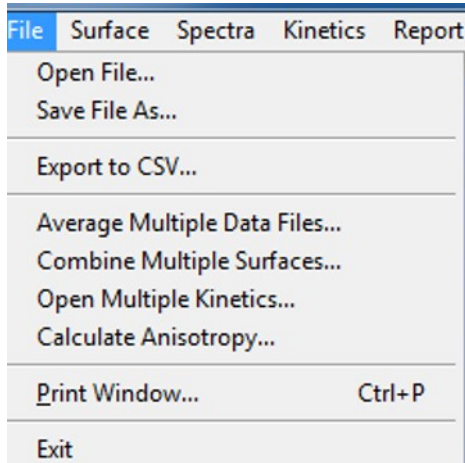 File Surface Spectra Kinetics Report
Open File...
Save File As...
Export to CSV...
Average Multiple Data Files...
Combine Multiple Surfaces...
Open Multiple Kinetics...
Calculate Anisotropy...
Print Window... Ctrl+P
Exit